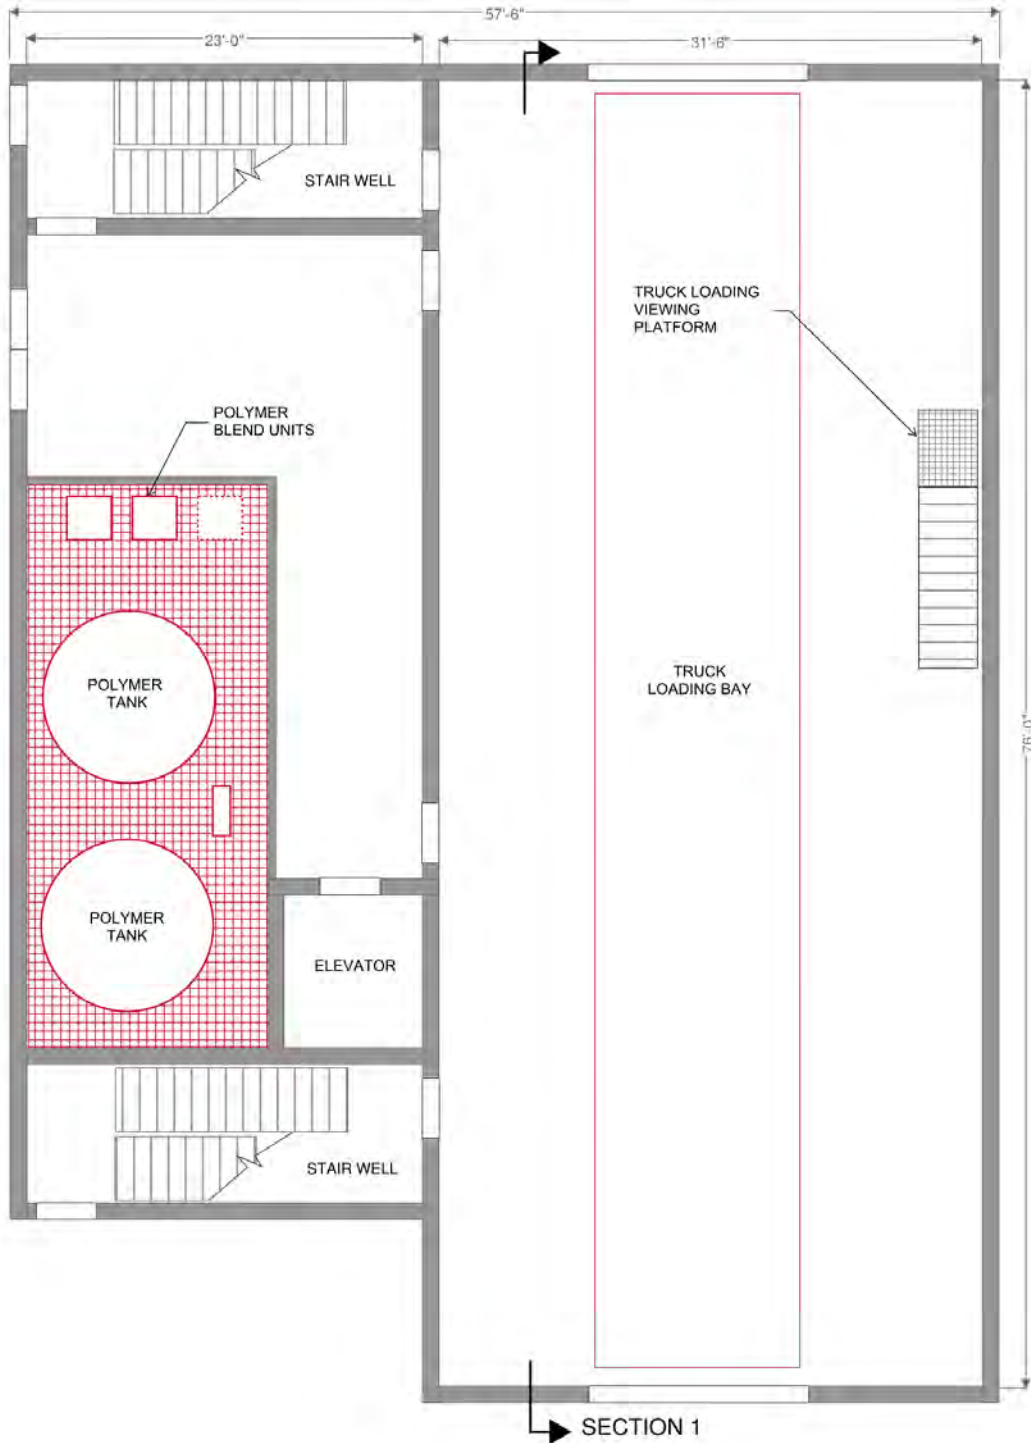 57'-6"
23'-0"
31'-6"
STAIR WELL
TRUCK LOADING
VIEWING
PLATFORM
POLYMER
BLEND UNITS
POLYMER
TANK
TRUCK
LOADING BAY
76'-0"
POLYMER
TANK
ELEVATOR
STAIR WELL
SECTION 1